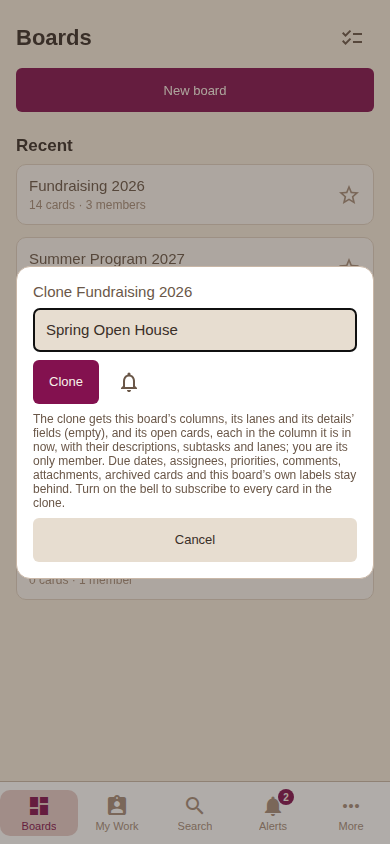 Boards
New board
Recent
Fundraising 2026
14 cards · 3 members
Summer Program 2027
Clone Fundraising 2026
Spring Open House
Clone
The clone gets this board’s columns, its lanes and its details’
fields (empty), and its open cards, each in the column it is in
now, with their descriptions, subtasks and lanes; you are its
only member. Due dates, assignees, priorities, comments,
attachments, archived cards and this board’s own labels stay
behind. Turn on the bell to subscribe to every card in the
clone.
Cancel
0 cards · 1 member
Boards
My Work
Search
2
Alerts
More